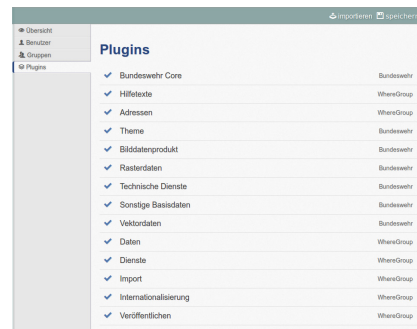 importieren speichern
Übersicht
Benutzer
Gruppen
Plugins
Plugins
Bundeswehr Core Bundeswehr
Hilfetexte WhereGroup
Adressen WhereGroup
Theme Bundeswehr
Bilddatenprodukt Bundeswehr
Rasterdaten Bundeswehr
Technische Dienste Bundeswehr
Sonstige Basisdaten Bundeswehr
Vektordaten Bundeswehr
Daten WhereGroup
Dienste WhereGroup
Import WhereGroup
Internationalisierung WhereGroup
Veröffentlichen WhereGroup